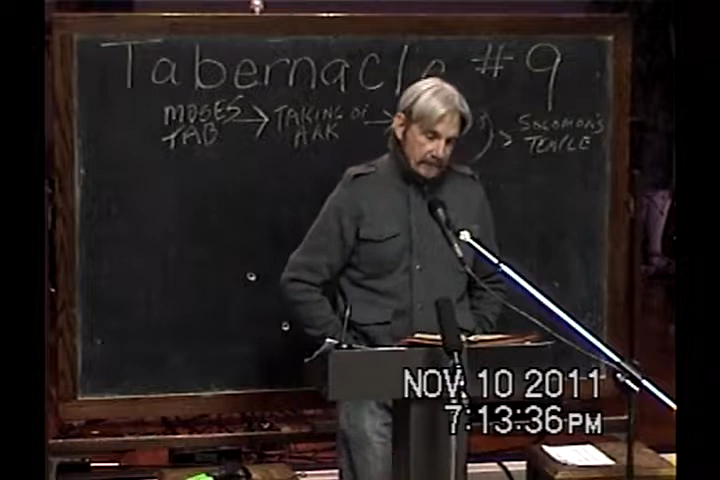 Tabernacle #9
MOSES → TAKING OF → ) > SOLOMON'S
TAB ARK TEMPLE
NOV. 10 2011
7:13:36 PM